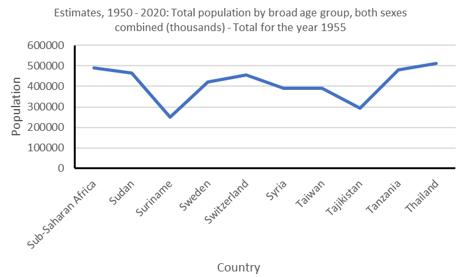 Estimates, 1950 - 2020: Total population by broad age group, both sexes
combined (thousands) - Total for the year 1955
Population
600000
500000
400000
300000
200000
100000
0
Sub-Saharan Africa
Sudan
Suriname
Sweden
Switzerland
Syria
Taiwan
Tajikistan
Tanzania
Thailand
Country